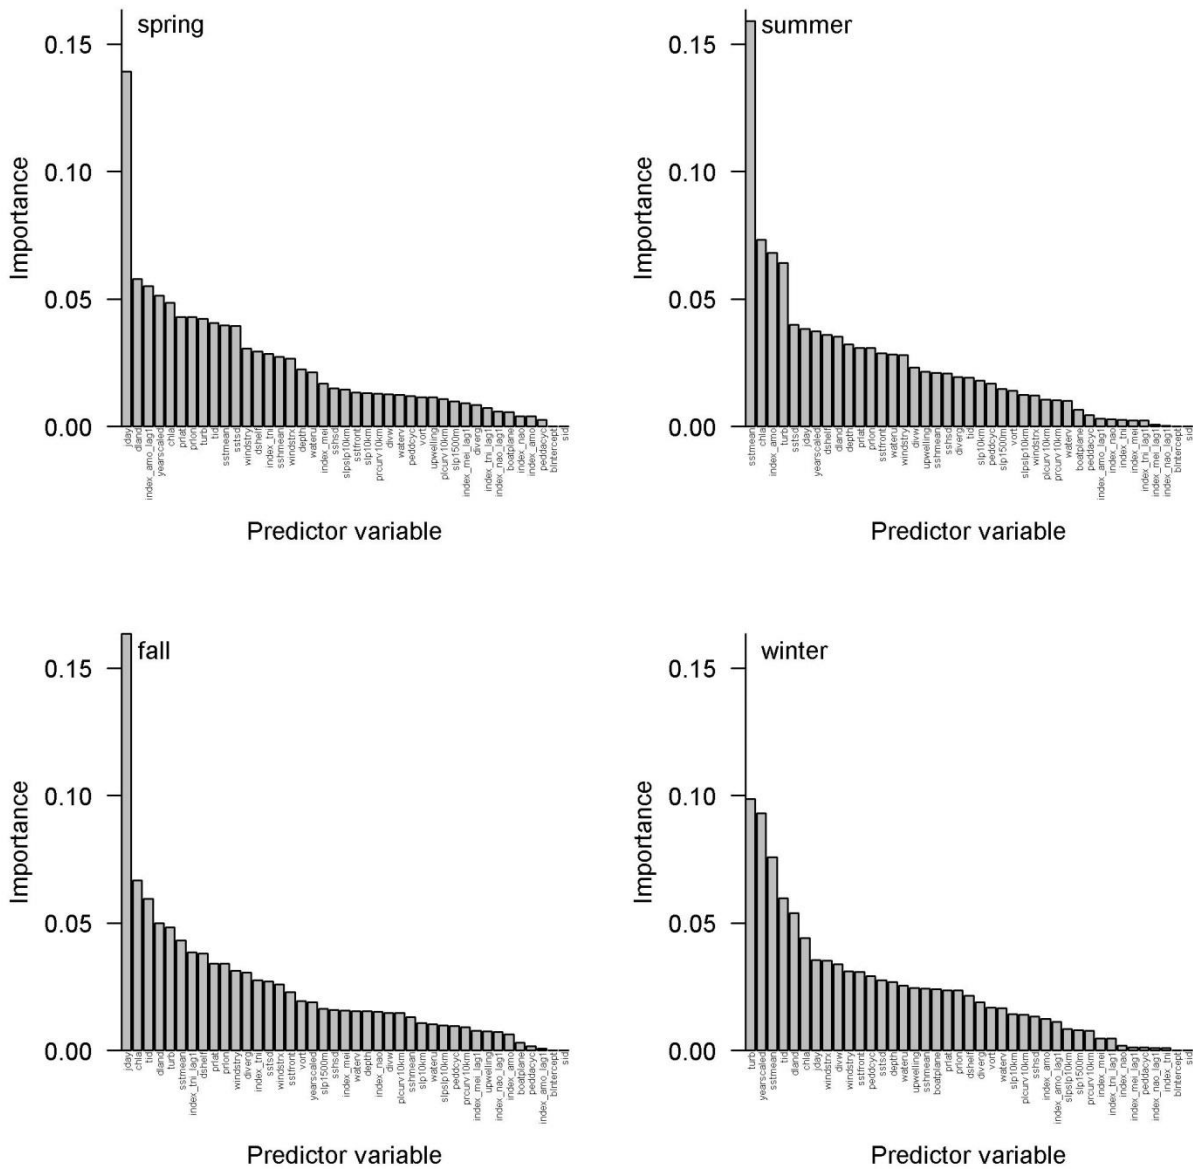 spring
0.15
0.10
0.05
0.00
Importance
jday
dland
index_amo_lag1
yearscaled
chla
prlat
prlon
turb
tid
sstmean
sstsd
windstry
dshelf
index_tni
sshmean
windstrx
depth
wateru
index_mei
sshsd
slpslp10km
sstfront
slp10km
prcurv10km
divw
waterv
peddcyc
vort
upwelling
plcurv10km
slp1500m
index_mei_lag1
diverg
index_tni_lag1
index_nao_lag1
boatplane
index_nao
index_amo
peddacyc
bIntercept
sid
Predictor variable
summer
0.15
0.10
0.05
0.00
Importance
sstmean
chla
index_amo
turb
sstsd
jday
yearscaled
dshelf
dland
depth
prlat
prlon
sstfront
wateru
windstry
divw
upwelling
sshmean
sshsd
diverg
tid
slp10km
peddcyc
slp1500m
vort
slpslp10km
windstrx
plcurv10km
prcurv10km
waterv
boatplane
peddacyc
index_amo_lag1
index_nao
index_tni
index_mei
index_tni_lag1
index_mei_lag1
index_nao_lag1
bIntercept
sid
Predictor variable
fall
0.15
0.10
0.05
0.00
Importance
jday
chla
tid
dland
turb
sstmean
index_tni_lag1
dshelf
prlat
prlon
windstry
diverg
index_tni
sstsd
windstrx
sstfront
vort
yearscaled
slp1500m
sshsd
index_mei
waterv
depth
index_nao
divw
plcurv10km
sshmean
slp10km
wateru
slpslp10km
peddcyc
prcurv10km
index_mei_lag1
upwelling
index_nao_lag1
index_amo
boatplane
peddacyc
index_amo_lag1
bIntercept
sid
Predictor variable
winter
0.15
0.10
0.05
0.00
Importance
turb
yearscaled
sstmean
tid
dland
chla
jday
windstrx
divw
windstry
sstfront
peddcyc
sstsd
depth
wateru
upwelling
sshmean
boatplane
prlat
prlon
dshelf
diverg
vort
waterv
slp10km
plcurv10km
sshsd
index_amo
index_amo_lag1
slpslp10km
slp1500m
prcurv10km
index_mei
index_tni_lag1
index_nao
index_mei_lag1
peddacyc
index_nao_lag1
index_tni
bIntercept
sid
Predictor variable